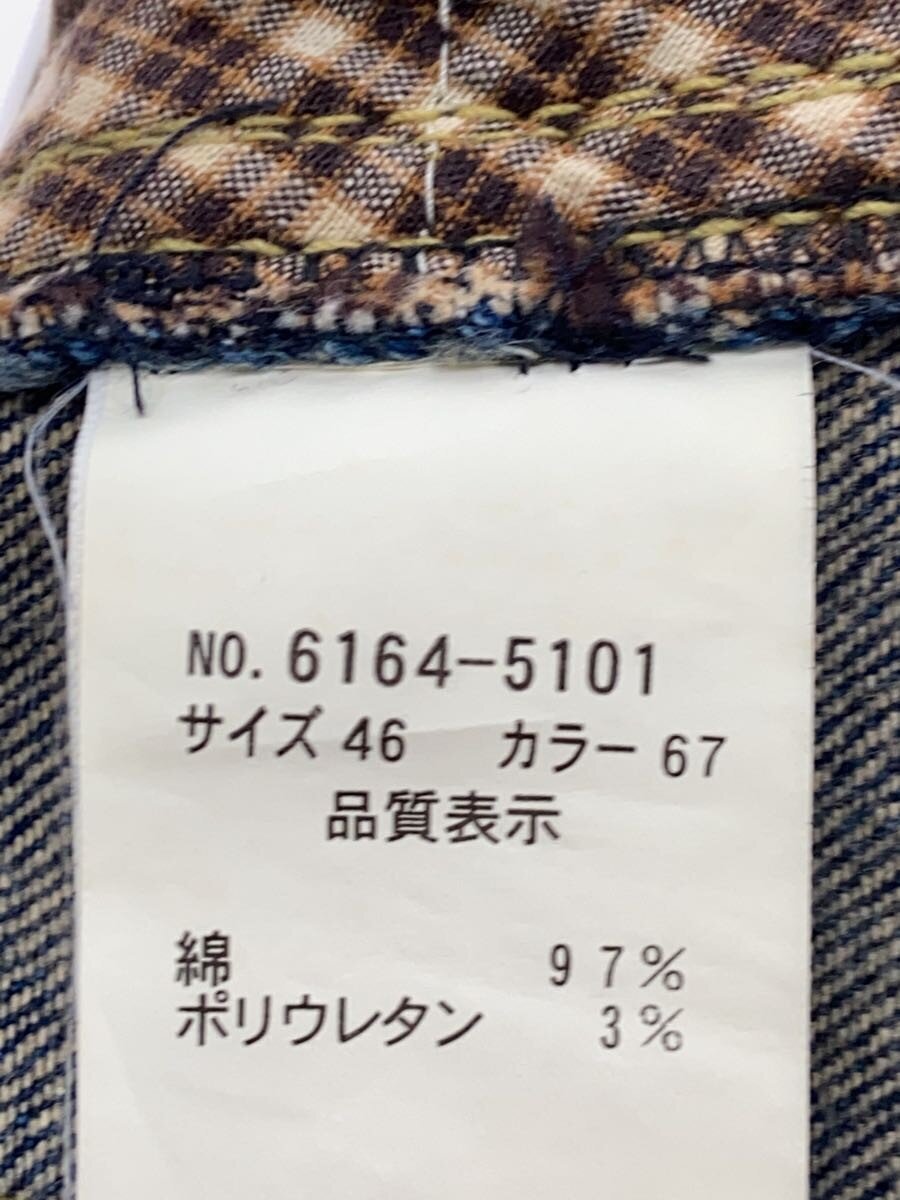 NO. 6164-5101
サイズ 46 カラー 67
品質表示
綿 97%
ポリウレタン 3%